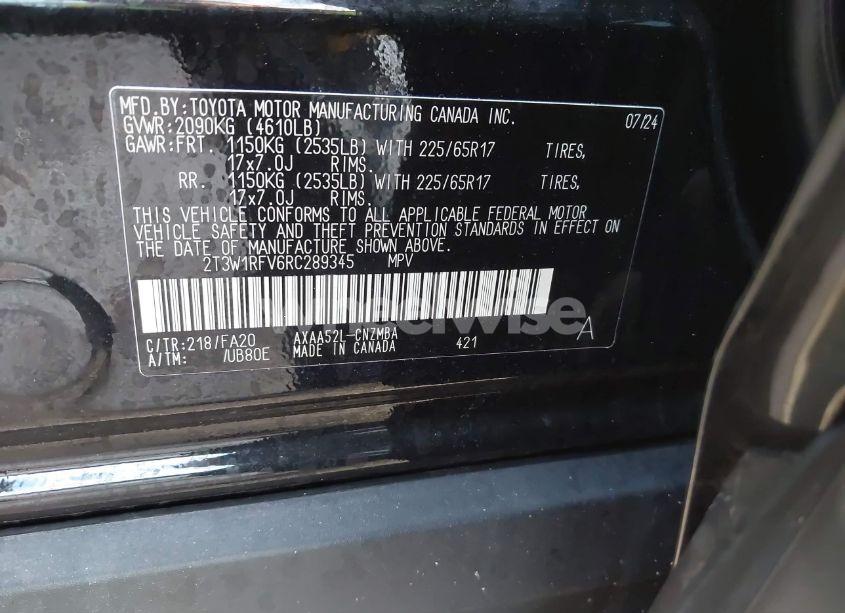 MFD.BY:TOYOTA MOTOR MANUFACTURING CANADA INC. 07/24
GVWR:2090KG (4610LB)
GAWR:FRT. 1150KG (2535LB) WITH 225/65R17 TIRES,
17x7.0J RIMS.
RR. 1150KG (2535LB) WITH 225/65R17 TIRES,
17x7.0J RIMS.
THIS VEHICLE CONFORMS TO ALL APPLICABLE FEDERAL MOTOR
VEHICLE SAFETY AND THEFT PREVENTION STANDARDS IN EFFECT ON
THE DATE OF MANUFACTURE SHOWN ABOVE.
2T3W1RFV6RC289345 MPV
wheelwise
C/TR:218/FA20 AXAA52L-CNZMBA A
A/TM: /UB80E MADE IN CANADA 421